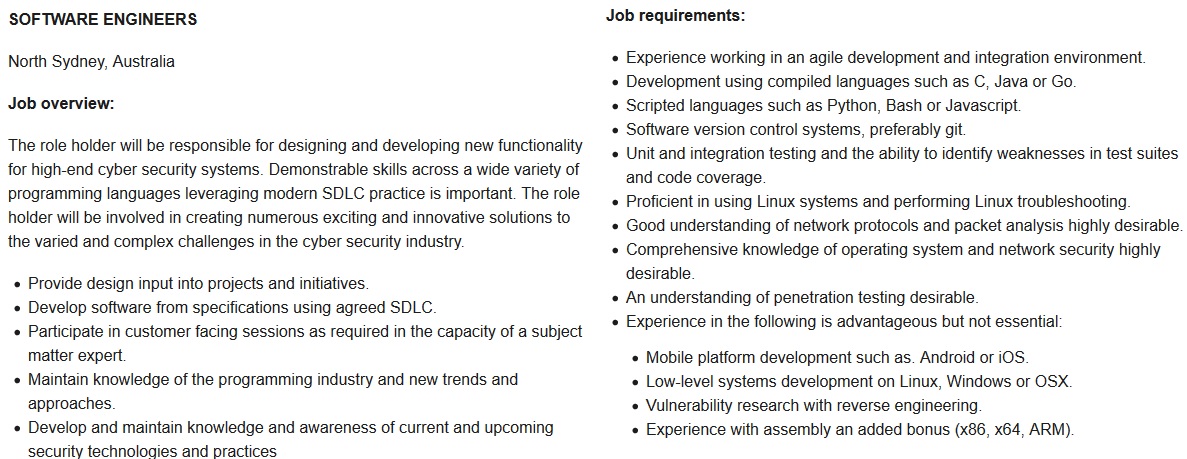 SOFTWARE ENGINEERS
North Sydney, Australia
Job overview:
The role holder will be responsible for designing and developing new functionality
for high-end cyber security systems. Demonstrable skills across a wide variety of
programming languages leveraging modern SDLC practice is important. The role
holder will be involved in creating numerous exciting and innovative solutions to
the varied and complex challenges in the cyber security industry.
• Provide design input into projects and initiatives.
• Develop software from specifications using agreed SDLC.
• Participate in customer facing sessions as required in the capacity of a subject
matter expert.
• Maintain knowledge of the programming industry and new trends and
approaches.
• Develop and maintain knowledge and awareness of current and upcoming
security technologies and practices
Job requirements:
• Experience working in an agile development and integration environment.
• Development using compiled languages such as C, Java or Go.
• Scripted languages such as Python, Bash or Javascript.
• Software version control systems, preferably git.
• Unit and integration testing and the ability to identify weaknesses in test suites
and code coverage.
• Proficient in using Linux systems and performing Linux troubleshooting.
• Good understanding of network protocols and packet analysis highly desirable.
• Comprehensive knowledge of operating system and network security highly
desirable.
• An understanding of penetration testing desirable.
• Experience in the following is advantageous but not essential:
• Mobile platform development such as. Android or iOS.
• Low-level systems development on Linux, Windows or OSX.
• Vulnerability research with reverse engineering.
• Experience with assembly an added bonus (x86, x64, ARM).